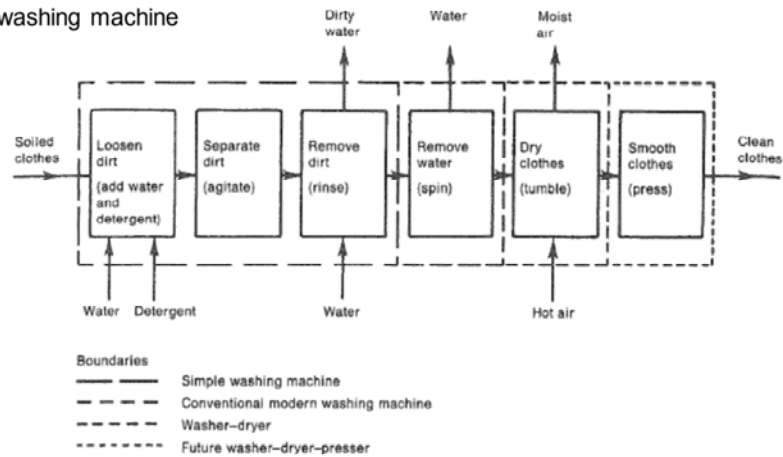 washing machine
Dirty
water
Water
Moist
air
Soiled
clothes
Loosen
dirt
(add water
and
detergent)
Separate
dirt
(agitate)
Remove
dirt
(rinse)
Remove
water
(spin)
Dry
clothes
(tumble)
Smooth
clothes
(press)
Clean
clothes
Water
Detergent
Water
Hot air
Boundaries
Simple washing machine
Conventional modern washing machine
Washer–dryer
Future washer–dryer–presser